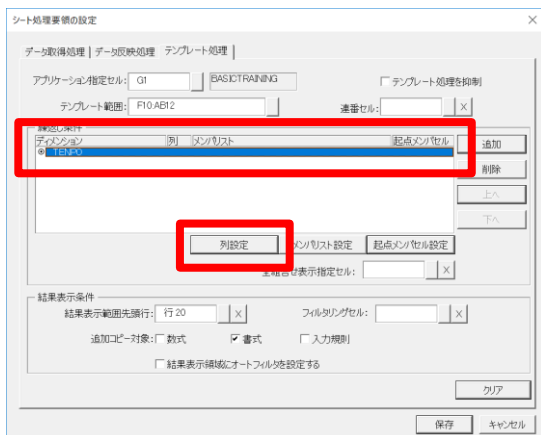 シート処理要領の設定
データ取得処理 データ反映処理 テンプレート処理
アプリケーション指定セル: G1 BASICTRAINING テンプレート処理を抑制
テンプレート範囲: F10:AB12 連番セル: X
繰返し条件
ディメンション 列 メンバリスト 起点メンバセル 追加
TENPO
削除
上へ
下へ
列設定 メンバリスト設定 起点メンバセル設定
全組合せ表示指定セル: X
結果表示条件
結果表示範囲先頭行: 行 20 X フィルタリングセル: X
追加コピー対象: 数式 書式 入力規則
結果表示領域にオートフィルタを設定する
クリア
保存 キャンセル